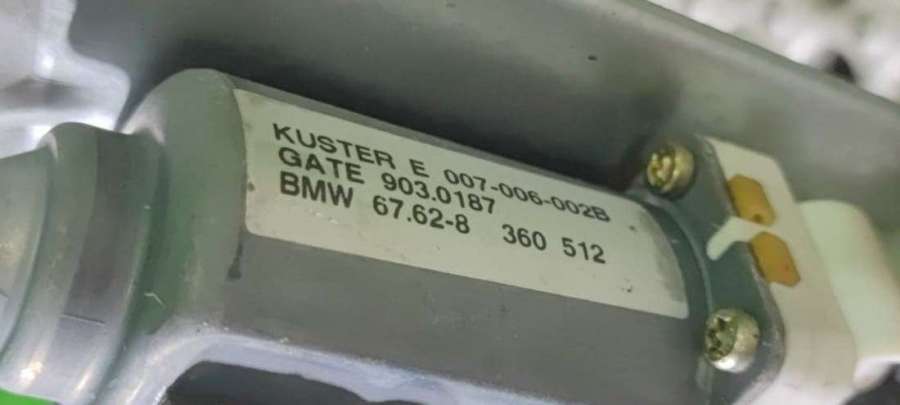 KUSTER E 007-006-002B
GATE 903.0187
BMW 67.62-8 360 512